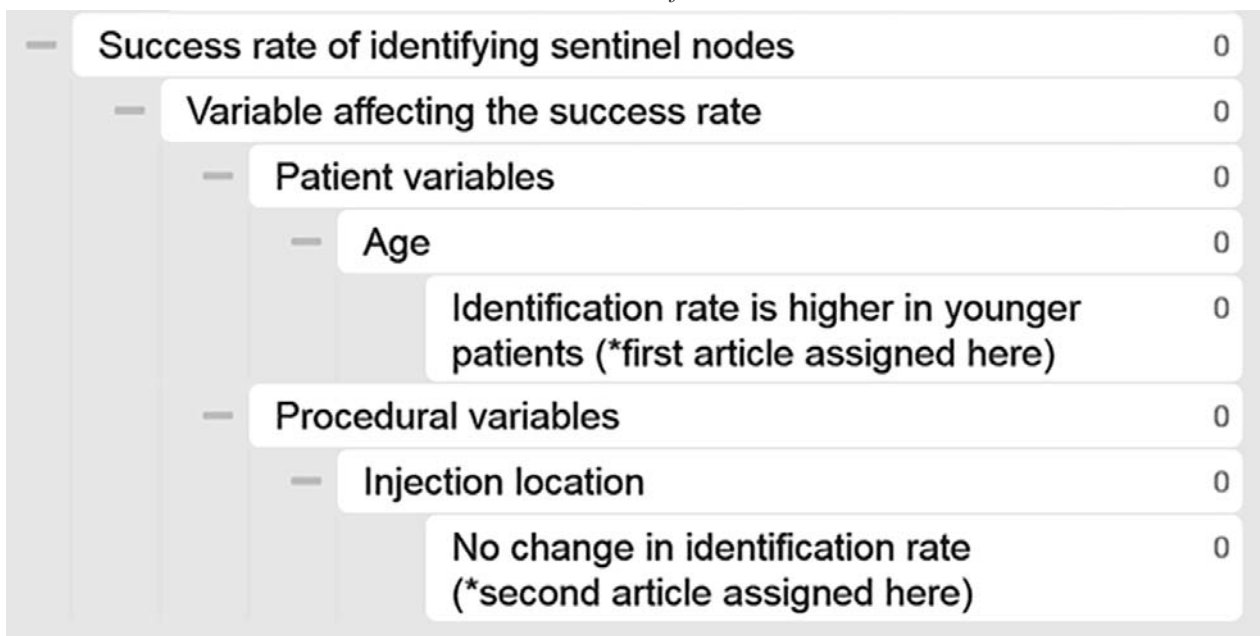 Success rate of identifying sentinel nodes 0
Variable affecting the success rate 0
Patient variables 0
Age 0
Identification rate is higher in younger 0
patients (*first article assigned here)
Procedural variables 0
Injection location 0
No change in identification rate 0
(*second article assigned here)